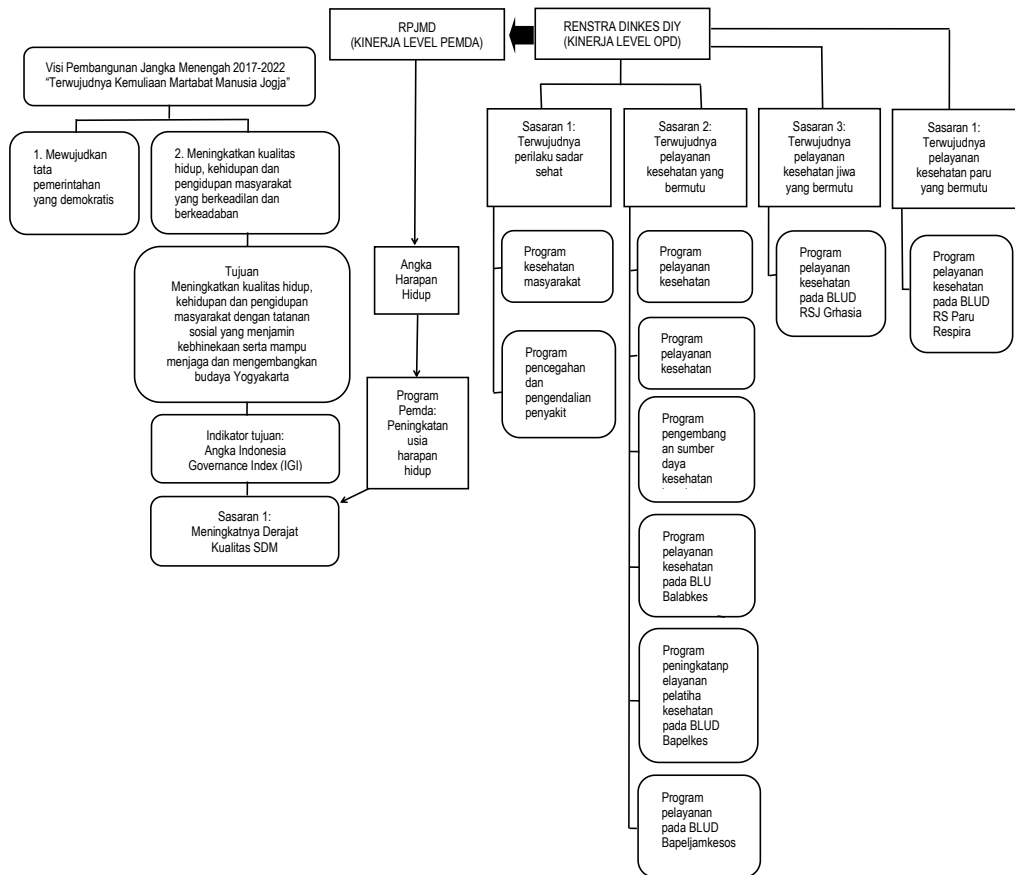 RPJMD
(KINERJA LEVEL PEMDA)
RENSTRA DINKES DIY
(KINERJA LEVEL OPD)
Visi Pembangunan Jangka Menengah 2017-2022
“Terwujudnya Kemuliaan Martabat Manusia Jogja”
1. Mewujudkan
tata
pemerintahan
yang demokratis
2. Meningkatkan kualitas
hidup, kehidupan dan
pengidupan masyarakat
yang berkeadilan dan
berkeadaban
Tujuan
Meningkatkan kualitas hidup,
kehidupan dan pengidupan
masyarakat dengan tatanan
sosial yang menjamin
kebhinekaan serta mampu
menjaga dan mengembangkan
budaya Yogyakarta
Indikator tujuan:
Angka Indonesia
Governance Index (IGI)
Sasaran 1:
Meningkatnya Derajat
Kualitas SDM
Angka
Harapan
Hidup
Program
Pemda:
Peningkatan
usia
harapan
hidup
Sasaran 1:
Terwujudnya
perilaku sadar
sehat
Program
kesehatan
masyarakat
Program
pencegahan
dan
pengendalian
penyakit
Sasaran 2:
Terwujudnya
pelayanan
kesehatan yang
bermutu
Program
pelayanan
kesehatan
Program
pelayanan
kesehatan
Program
pengembang
an sumber
daya
kesehatan
Program
pelayanan
kesehatan
pada BLU
Balabkes
Program
peningkatanp
elayanan
pelatiha
kesehatan
pada BLUD
Bapelkes
Program
pelayanan
pada BLUD
Bapeljamkesos
Sasaran 3:
Terwujudnya
pelayanan
kesehatan jiwa
yang bermutu
Program
pelayanan
kesehatan
pada BLUD
RSJ Grhasia
Sasaran 1:
Terwujudnya
pelayanan
kesehatan paru
yang bermutu
Program
pelayanan
kesehatan
pada BLUD
RS Paru
Respira